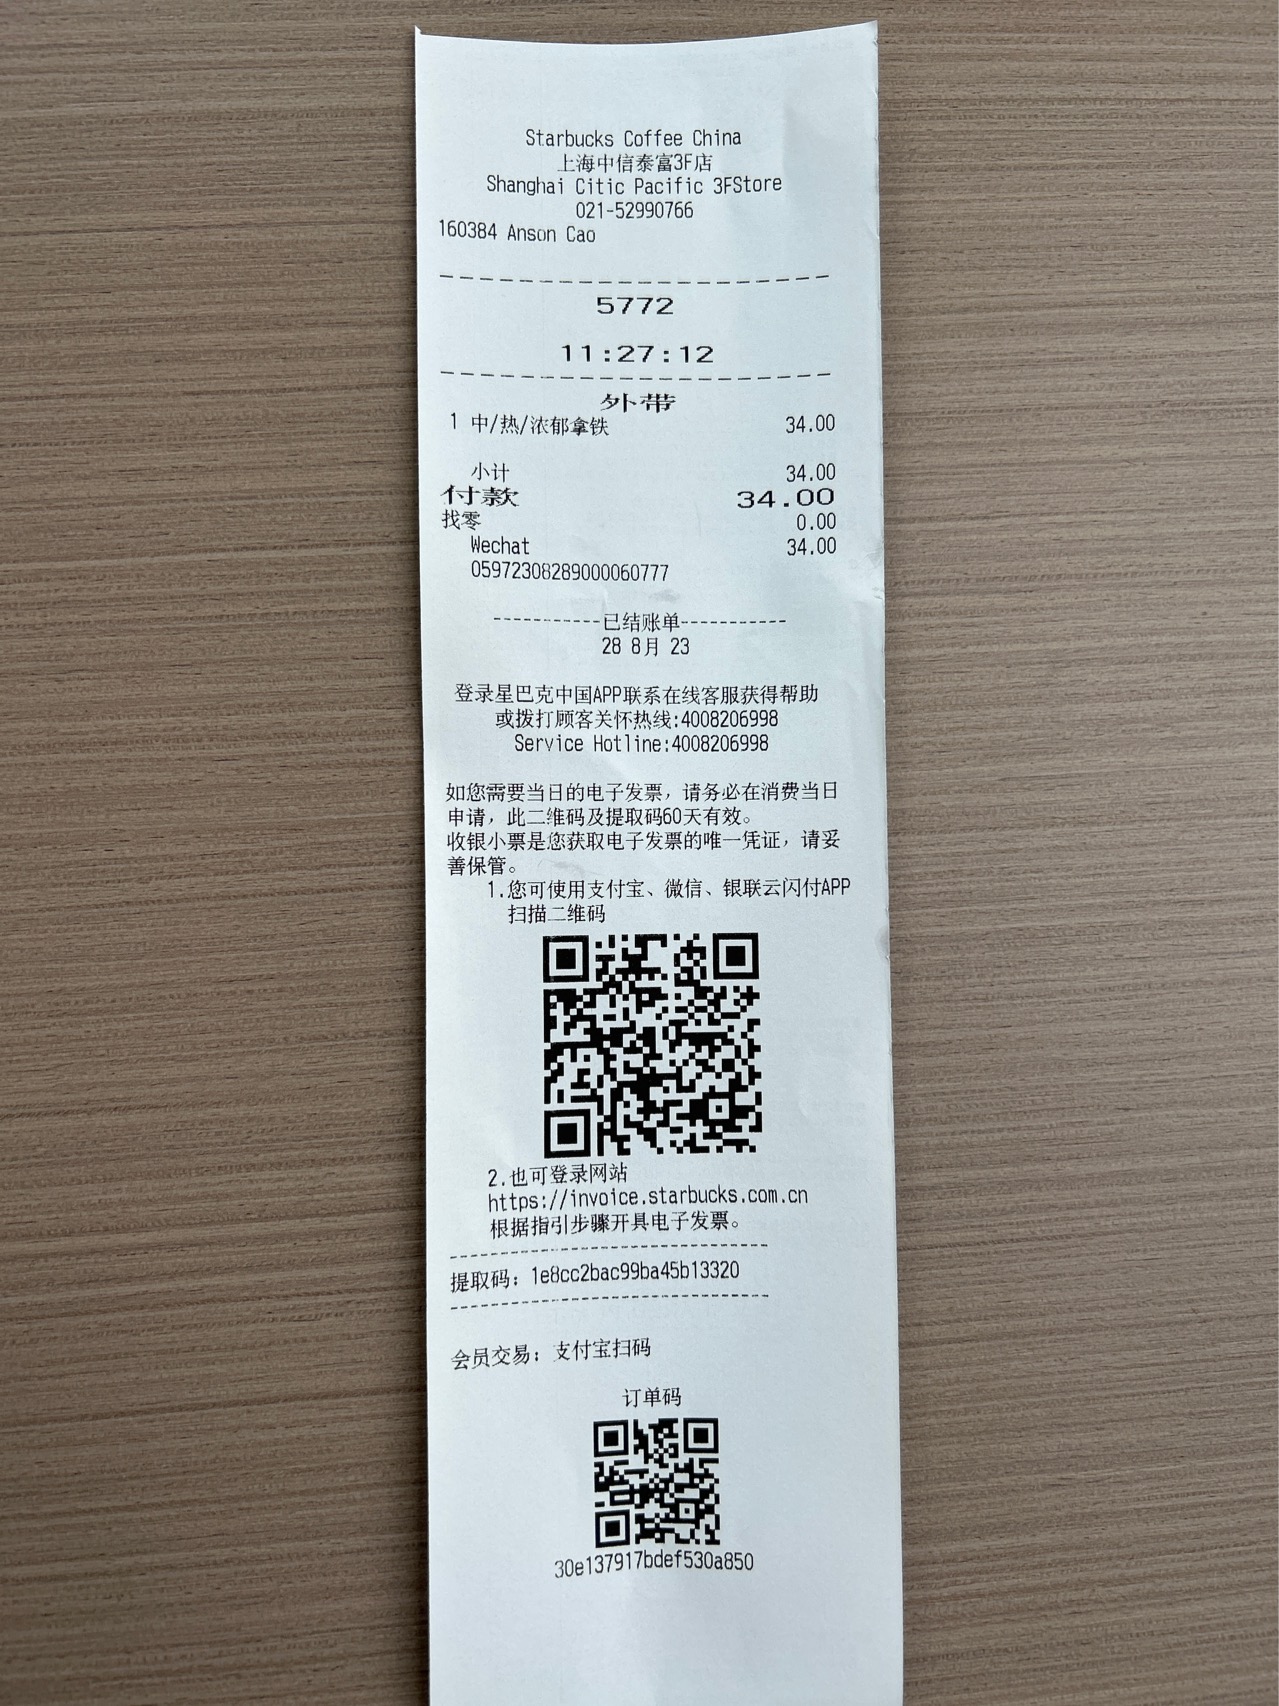 Starbucks Coffee China
上海中信泰富3F店
Shanghai Citic Pacific 3FStore
021-52990766
160384 Anson Cao
5772
11:27:12
外带
1 中/热/浓郁拿铁 34.00
小计 34.00
付款 34.00
找零 0.00
Wechat 34.00
05972308289000060777
-----------已结账单-----------
28 8月 23
登录星巴克中国APP联系在线客服获得帮助
或拨打顾客关怀热线:4008206998
Service Hotline:4008206998
如您需要当日的电子发票，请务必在消费当日
申请，此二维码及提取码60天有效。
收银小票是您获取电子发票的唯一凭证，请妥
善保管。
1.您可使用支付宝、微信、银联云闪付APP
扫描二维码
2.也可登录网站
https://invoice.starbucks.com.cn
根据指引步骤开具电子发票。
提取码：1e8cc2bac99ba45b13320
会员交易：支付宝扫码
订单码
30e137917bdef530a850